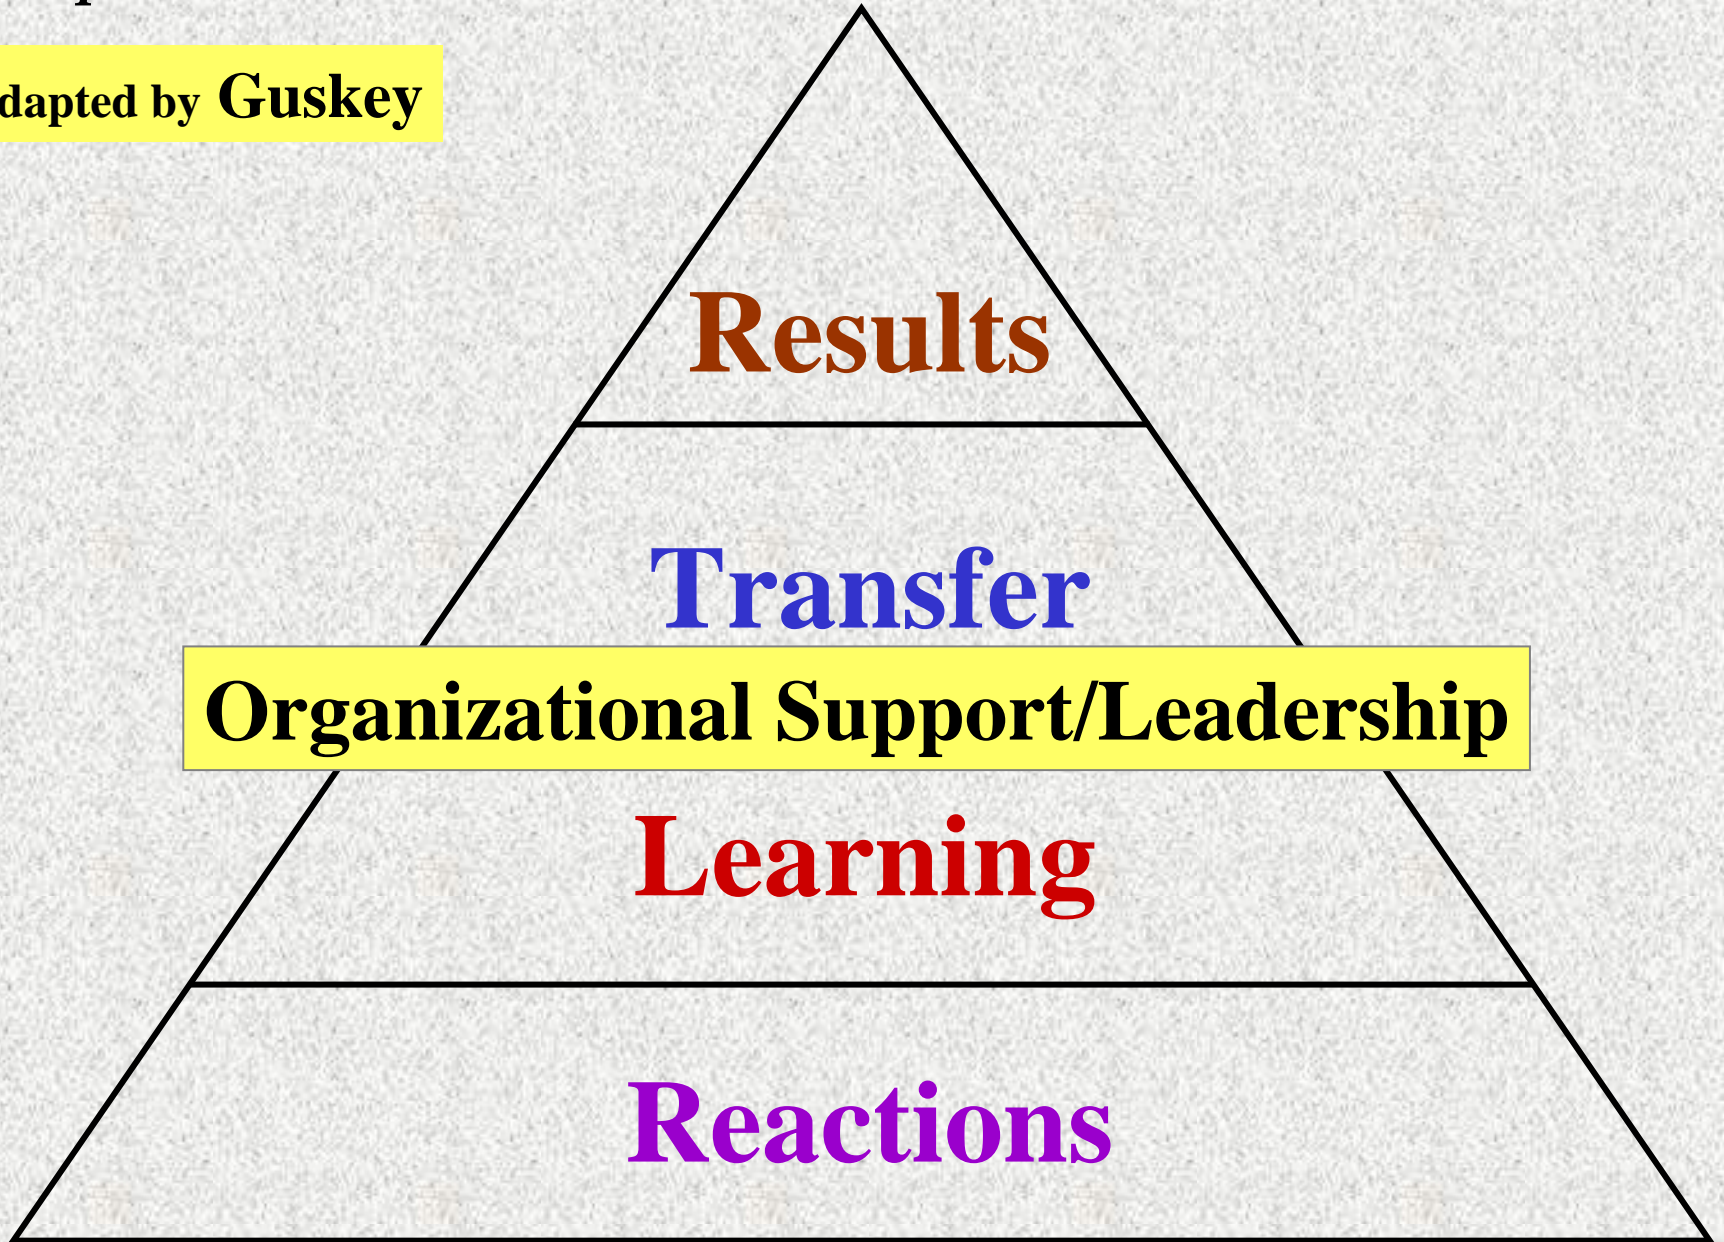 dapted by Guskey
Results
Transfer
Organizational Support/Leadership
Learning
Reactions